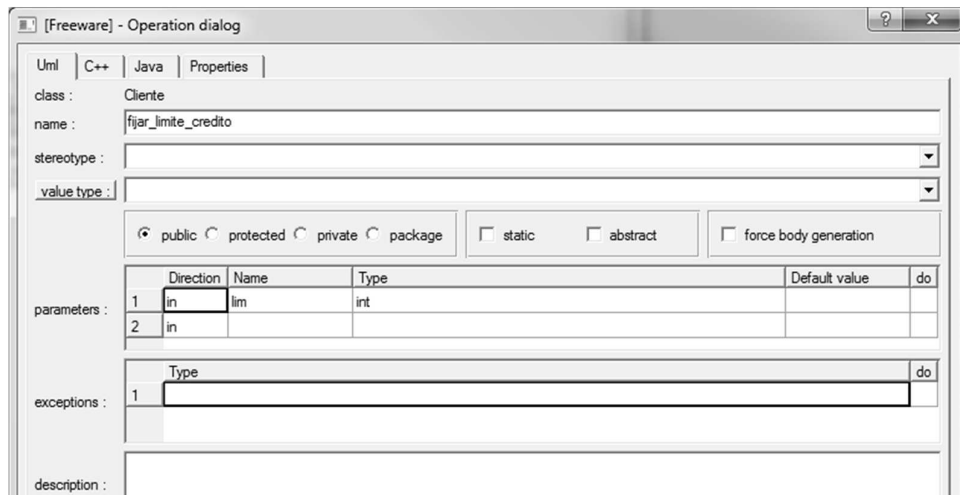 [Freeware] - Operation dialog
Uml C++ Java Properties
class : Cliente
name : fijar_limite_credito
stereotype :
value type :
public protected private package static abstract force body generation
Direction Name Type Default value do
parameters :
1 in lim int
2 in
Type do
exceptions :
1
description :